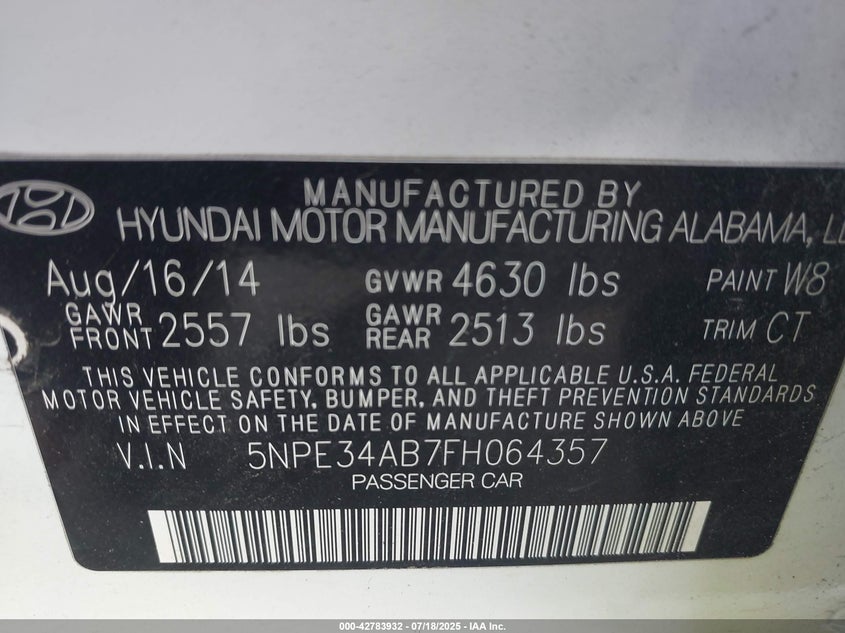 MANUFACTURED BY
HYUNDAI MOTOR MANUFACTURING ALABAMA,
Aug/16/14 GVWR 4630 lbs PAINT W8
GAWR FRONT 2557 lbs GAWR REAR 2513 lbs TRIM CT
THIS VEHICLE CONFORMS TO ALL APPLICABLE U.S.A. FEDERAL
MOTOR VEHICLE SAFETY, BUMPER, AND THEFT PREVENTION STANDARDS
IN EFFECT ON THE DATE OF MANUFACTURE SHOWN ABOVE
V.I.N 5NPE34AB7FH064357
PASSENGER CAR
000-42783932 - 07/18/2025 - IAA Inc.